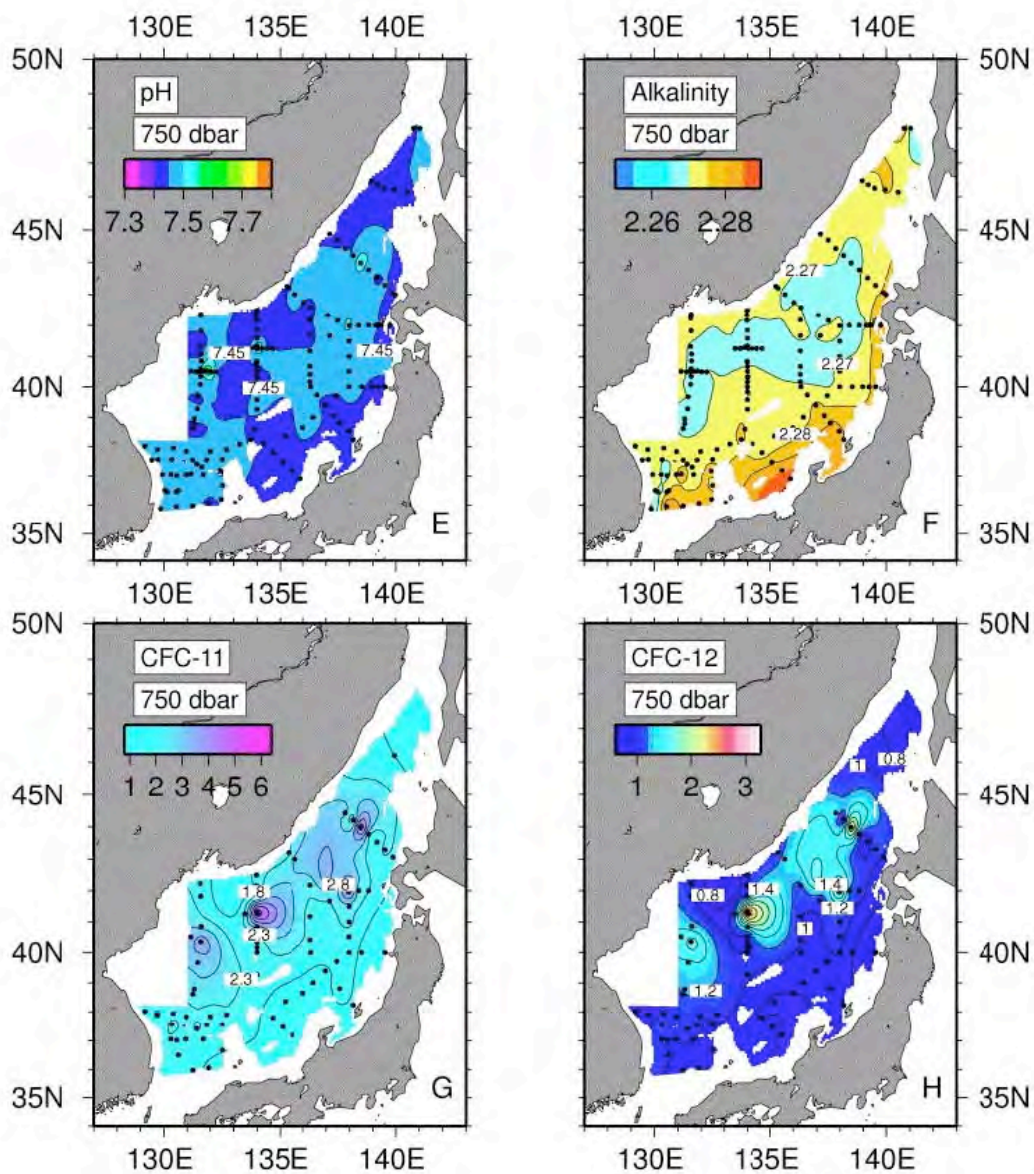 130E 135E 140E 130E 135E 140E
50N 50N
pH Alkalinity
750 dbar 750 dbar
7.3 7.5 7.7 2.26 2.28
45N 45N
2.27
7.45 7.45 2.27
40N 40N
7.45
2.28
35N E F 35N
130E 135E 140E 130E 135E 140E
50N 50N
CFC-11 CFC-12
750 dbar 750 dbar
1 2 3 4 5 6 1 2 3
1 0.8
45N 45N
1.8 2.8 0.8 1.4 1.4
1.2
2.3 1
40N 40N
2.3 1.2
35N G H 35N
130E 135E 140E 130E 135E 140E